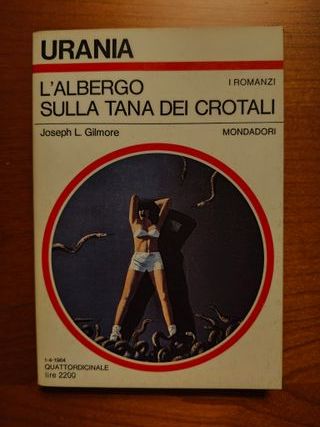 URANIA
L'ALBERGO
SULLA TANA DEI CROTALI
I ROMANZI
Joseph L. Gilmore
MONDADORI
1-4-1984
QUATTORDICINALE
lire 2200